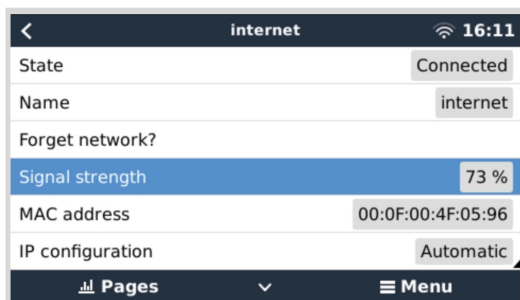 internet 16:11
State Connected
Name internet
Forget network?
Signal strength 73 %
MAC address 00:0F:00:4F:05:96
IP configuration Automatic
Pages Menu